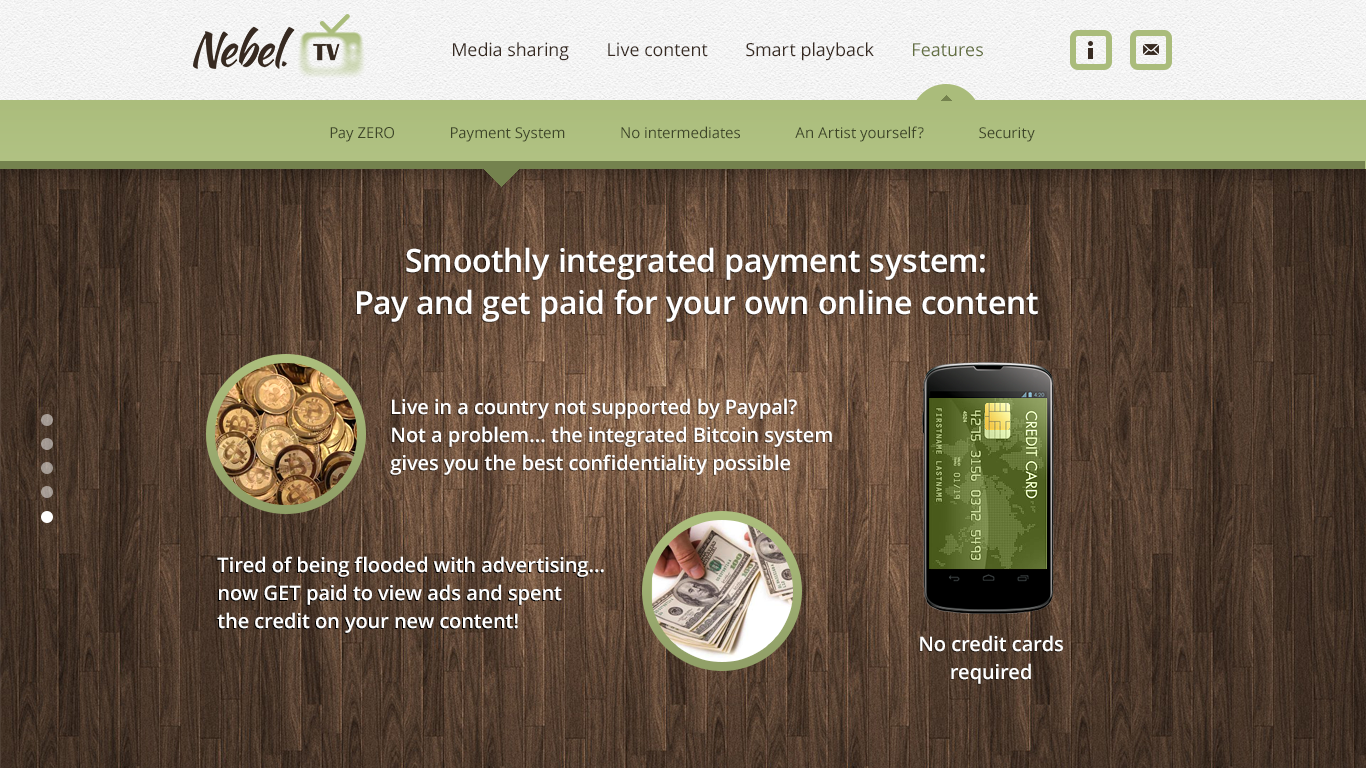 Nebel.
TV
Media sharing
Live content
Smart playback
Features
Pay ZERO
Payment System
No intermediates
An Artist yourself?
Security
Smoothly integrated payment system:
Pay and get paid for your own online content
Live in a country not supported by Paypal?
Not a problem... the integrated Bitcoin system
gives you the best confidentiality possible
Tired of being flooded with advertising...
now GET paid to view ads and spent
the credit on your new content!
4:20
CREDIT CARD
4275 3156 0372 5493
01/19
FIRSTNAME LASTNAME
No credit cards
required